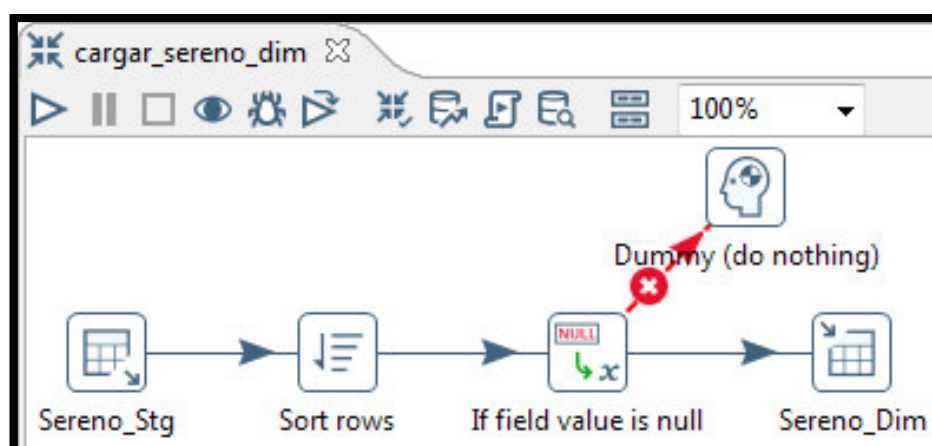 cargar_sereno_dim
100%
Dummy (do nothing)
NULL
x
Sereno_Stg
Sort rows
If field value is null
Sereno_Dim